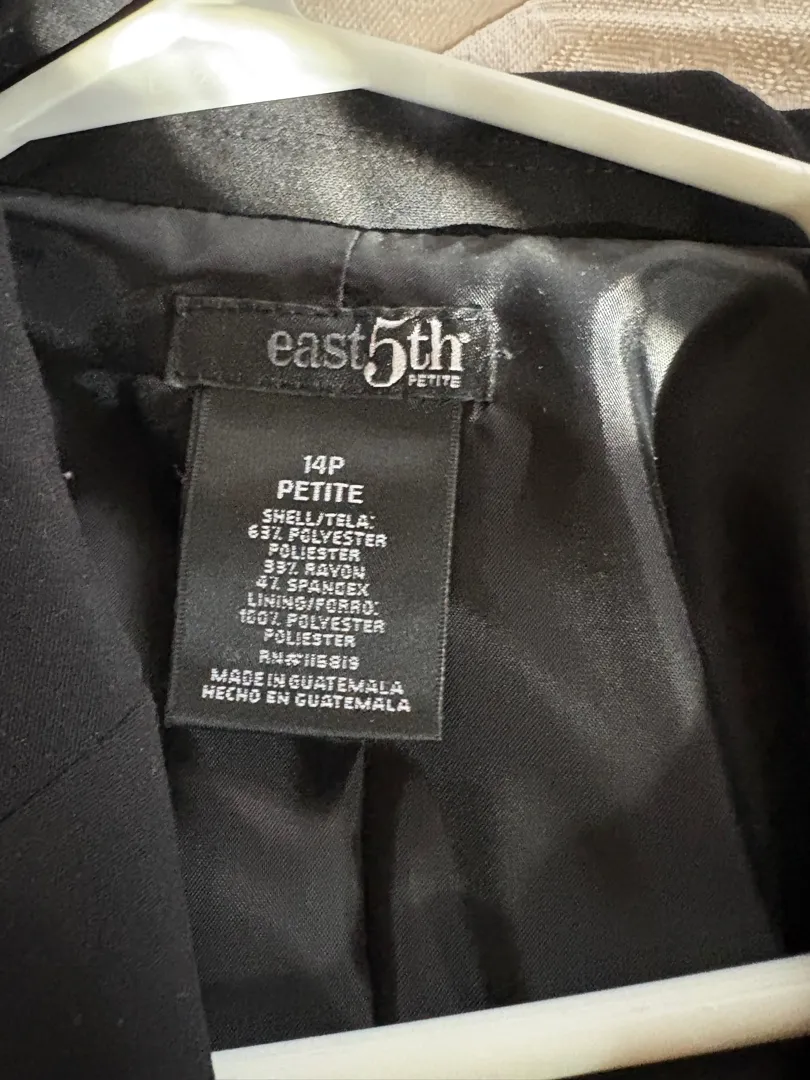 east5th
PETITE
14P
PETITE
SHELL/TELA:
63% POLYESTER
POLIESTER
33% RAYON
4% SPANDEX
LINING/FORRO:
100% POLYESTER
POLIESTER
RN#115819
MADE IN GUATEMALA
HECHO EN GUATEMALA